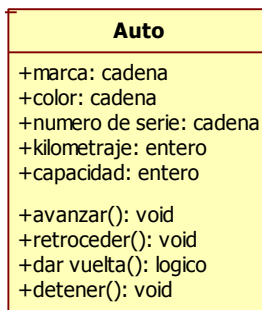 Auto
+marca: cadena
+color: cadena
+numero de serie: cadena
+kilometraje: entero
+capacidad: entero
+avanzar(): void
+retroceder(): void
+dar vuelta(): logico
+detener(): void